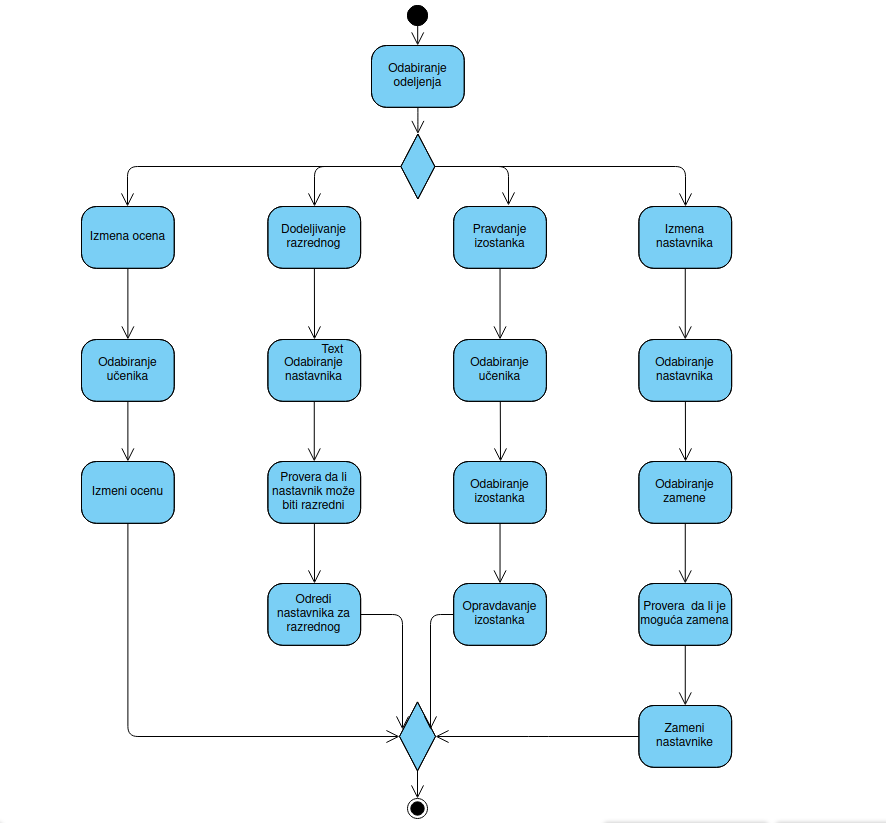 Odabiranje
odeljenja
Izmena ocena
Dodeljivanje
razrednog
Pravdanje
izostanka
Izmena
nastavnika
Odabiranje
učenika
Text
Odabiranje
nastavnika
Odabiranje
učenika
Odabiranje
nastavnika
Izmeni ocenu
Provera da li
nastavnik može
biti razredni
Odabiranje
izostanka
Odabiranje
zamene
Odredi
nastavnika za
razrednog
Opravdavanje
izostanka
Provera da li je
moguća zamena
Zameni
nastavnike